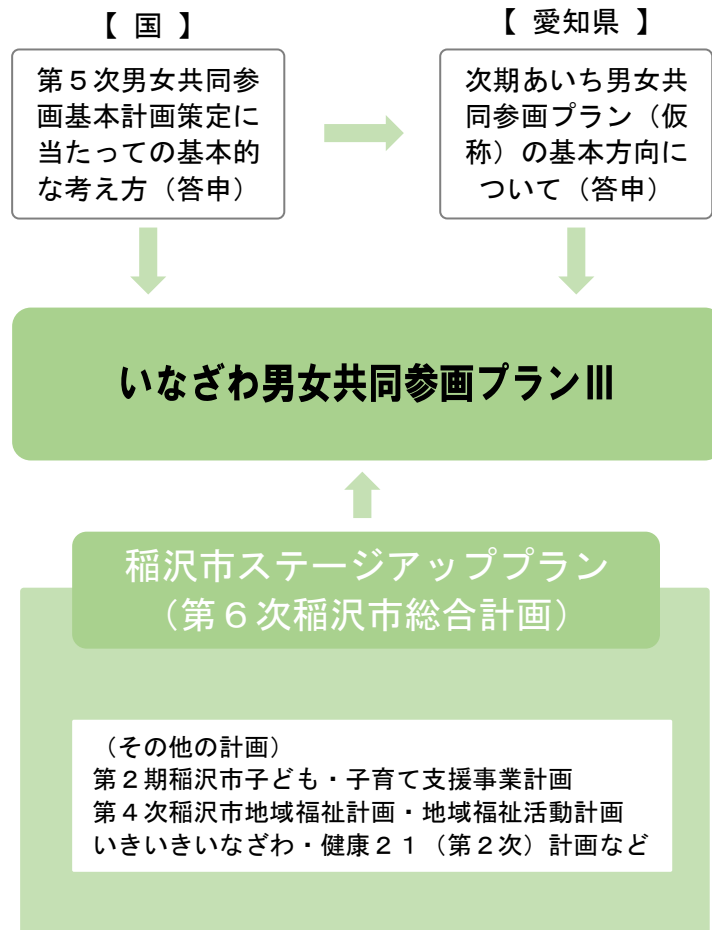 【 国 】
第５次男女共同参
画基本計画策定に
当たっての基本的
な考え方（答申）
【 愛知県 】
次期あいち男女共
同参画プラン（仮
称）の基本方向に
ついて（答申）
いなざわ男女共同参画プランⅢ
稲沢市ステージアッププラン
（第６次稲沢市総合計画）
（その他の計画）
第２期稲沢市子ども・子育て支援事業計画
第４次稲沢市地域福祉計画・地域福祉活動計画
いきいきいなざわ・健康２１（第２次）計画など